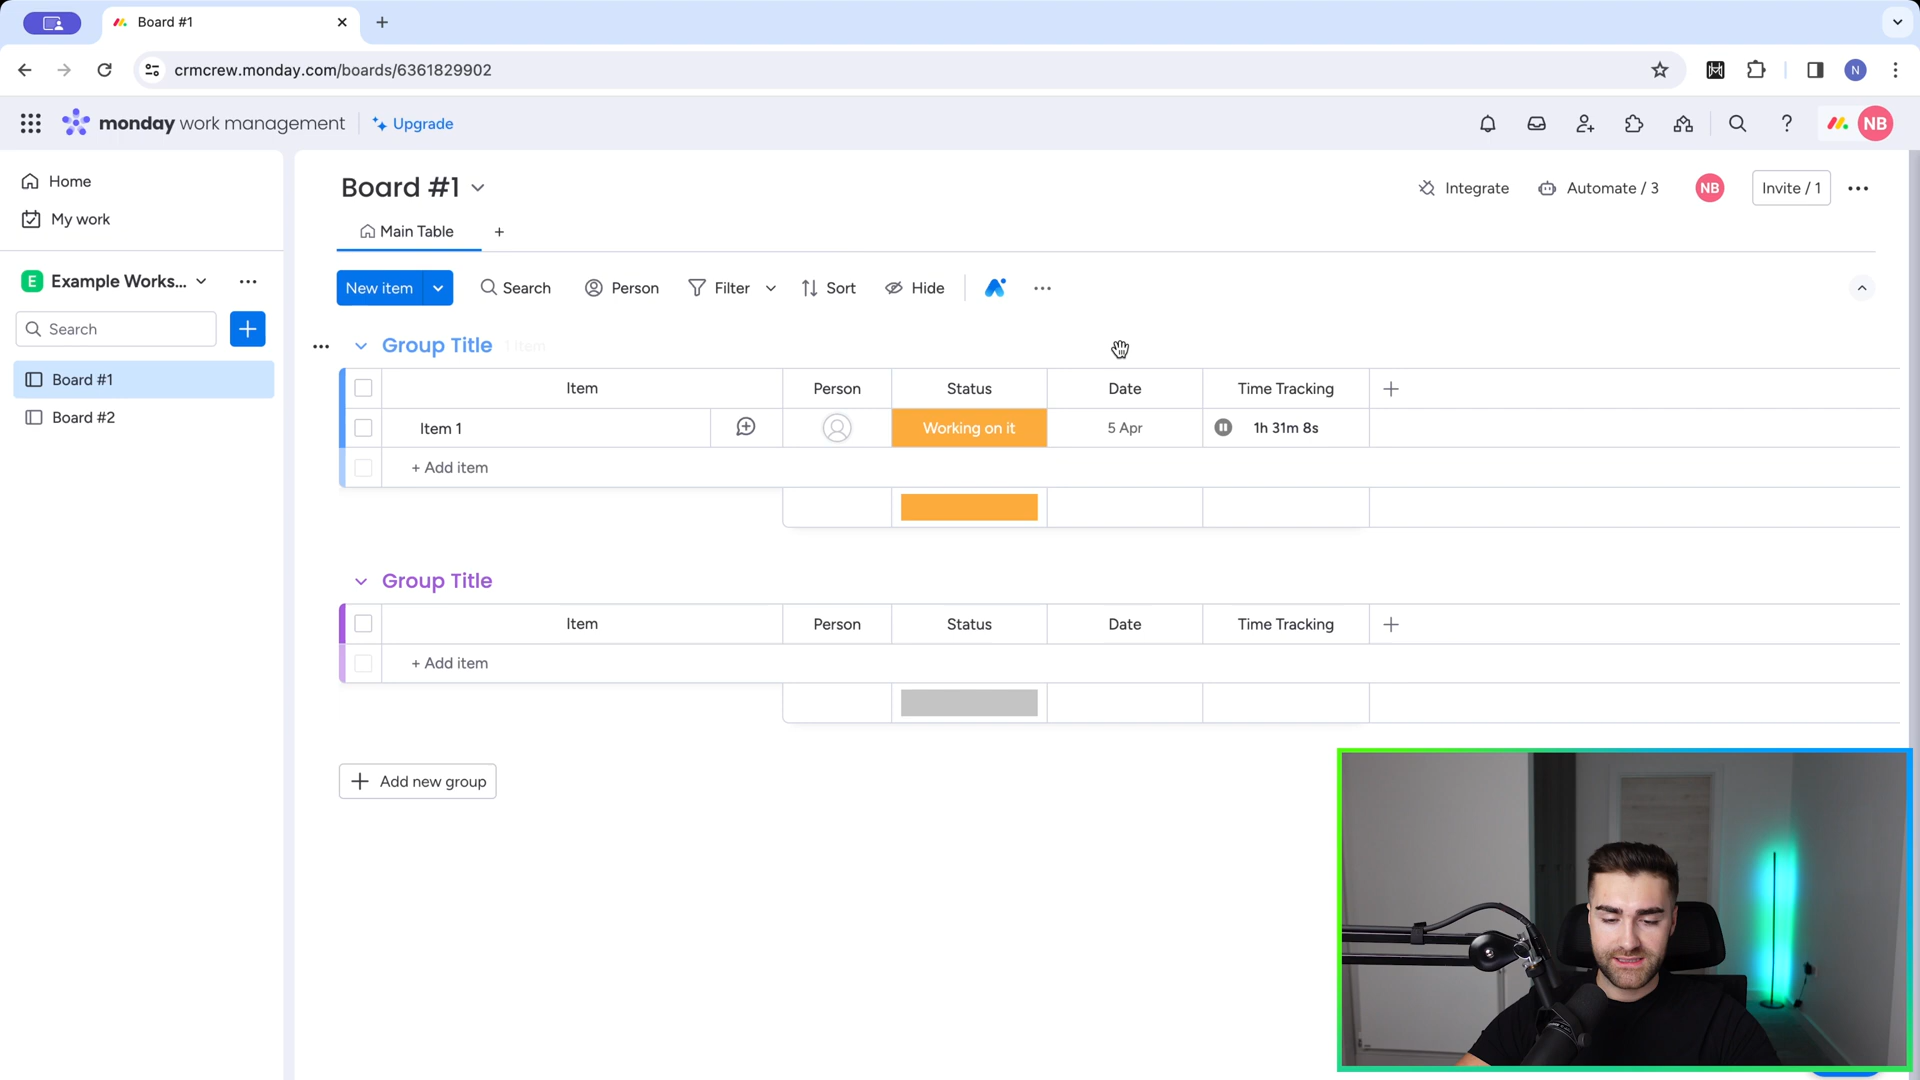 Board #1
crmcrew.monday.com/boards/6361829902
N
monday work management
Upgrade
NB
Home
My work
E Example Works...
Search
Board #1
Board #2
Board #1
Integrate
Automate / 3
NB
Invite / 1
Main Table
New item
Search
Person
Filter
Sort
Hide
Group Title 1 Item
Item Person Status Date Time Tracking
Item 1 Working on it 5 Apr 1h 31m 8s
+ Add item
Group Title
Item Person Status Date Time Tracking
+ Add item
Add new group